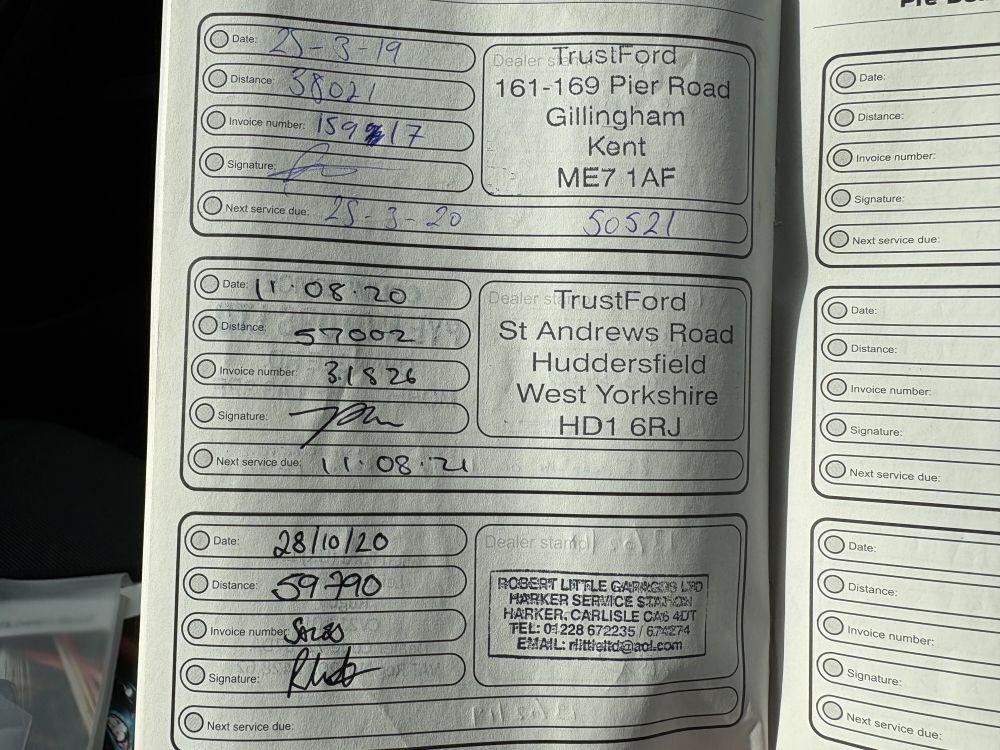 Date: 25-3-19
Distance: 38021
Invoice number:
Signature:
Next service due: 25-3-20 50521
Dealer stamp
TrustFord
161-169 Pier Road
Gillingham
Kent
ME7 1AF
Date: 11.08.20
Distance: 57002
Invoice number: 31826
Signature:
Next service due: 11.08.21
Dealer stamp
TrustFord
St Andrews Road
Huddersfield
West Yorkshire
HD1 6RJ
Date: 28/10/20
Distance: 59790
Invoice number: SALES
Signature:
Next service due:
Dealer stamp
ROBERT LITTLE GARAGES LTD
HARKER SERVICE STATION
HARKER, CARLISLE CA6 4DT
TEL: 01228 672235 / 674274
EMAIL: rlittleltd@aol.com
Date:
Distance:
Invoice number:
Signature:
Next service due:
Date:
Distance:
Invoice number:
Signature:
Next service due:
Date:
Distance:
Invoice number:
Signature:
Next service due: